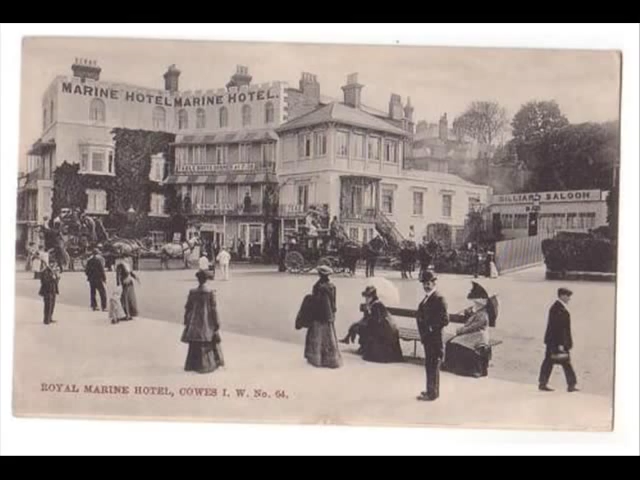 MARINE HOTEL MARINE HOTEL.
BILLIARD SALOON
ROYAL MARINE HOTEL, COWES I. W. No. 64.